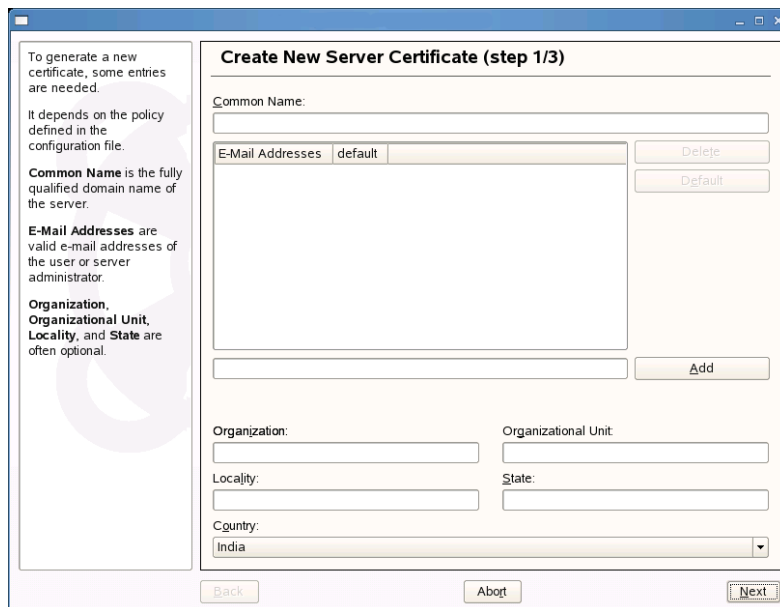 To generate a new
certificate, some entries
are needed.
It depends on the policy
defined in the
configuration file.
Common Name is the fully
qualified domain name of
the server.
E-Mail Addresses are
valid e-mail addresses of
the user or server
administrator.
Organization,
Organizational Unit,
Locality, and State are
often optional.
Create New Server Certificate (step 1/3)
Common Name:
E-Mail Addresses default
Delete
Default
Add
Organization: Organizational Unit:
Locality: State:
Country:
India
Back Abort Next